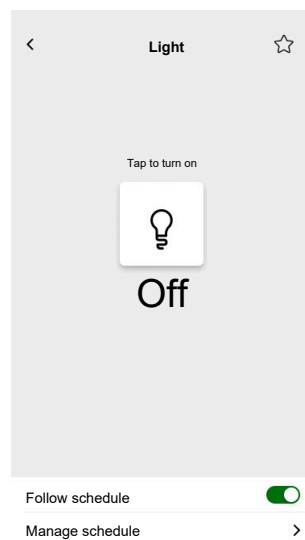 Light
Tap to turn on
Off
Follow schedule
Manage schedule